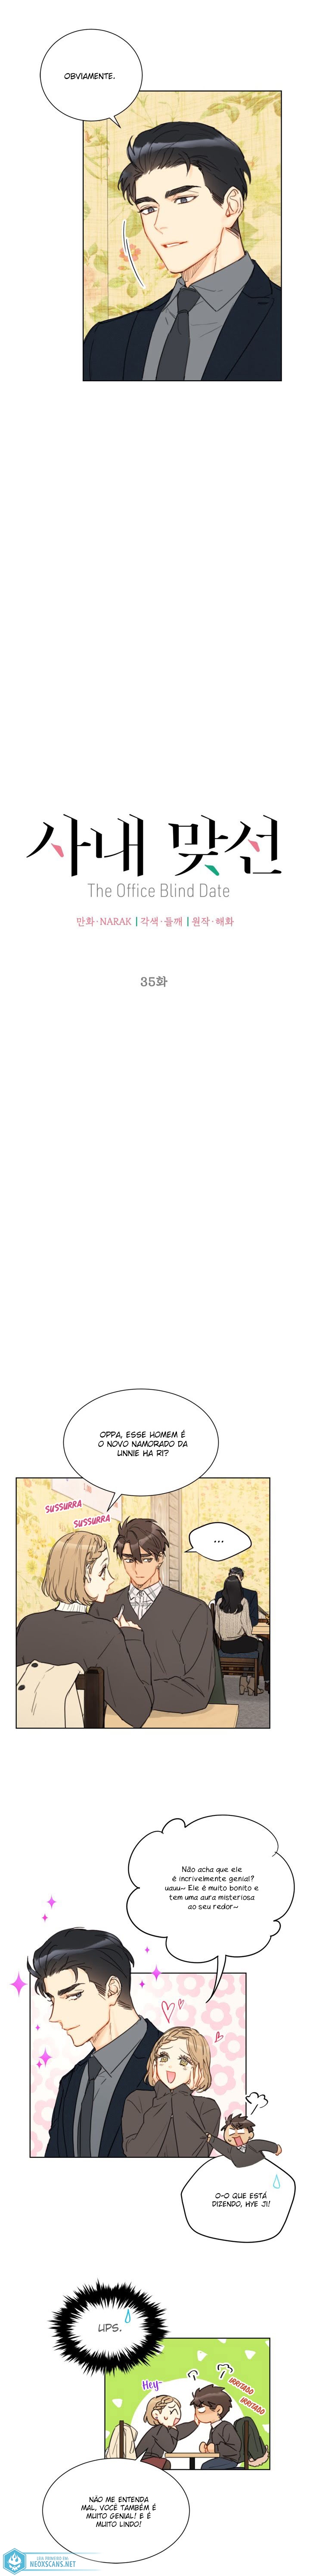 OBVIAMENTE.
사내 맞선
The Office Blind Date
만화·NARAK | 각색·들깨 | 원작·해화
35화
OPPA, ESSE HOMEM É
O NOVO NAMORADO DA
UNNIE HA RI?
SUSSURRA
SUSSURRA
...
Não acha que ele
é incrivelmente genial?
uauu~ Ele é muito bonito e
tem uma aura misteriosa
ao seu redor~
O-O QUE ESTÁ
DIZENDO, HYE JI!
UPS.
Hey~
IRRITADO
IRRITADO
NÃO ME ENTENDA
MAL, VOCÊ TAMBÉM É
MUITO GENIAL! E É
MUITO LINDO!
LEIA PRIMEIRO EM
NEOXSCANS.NET